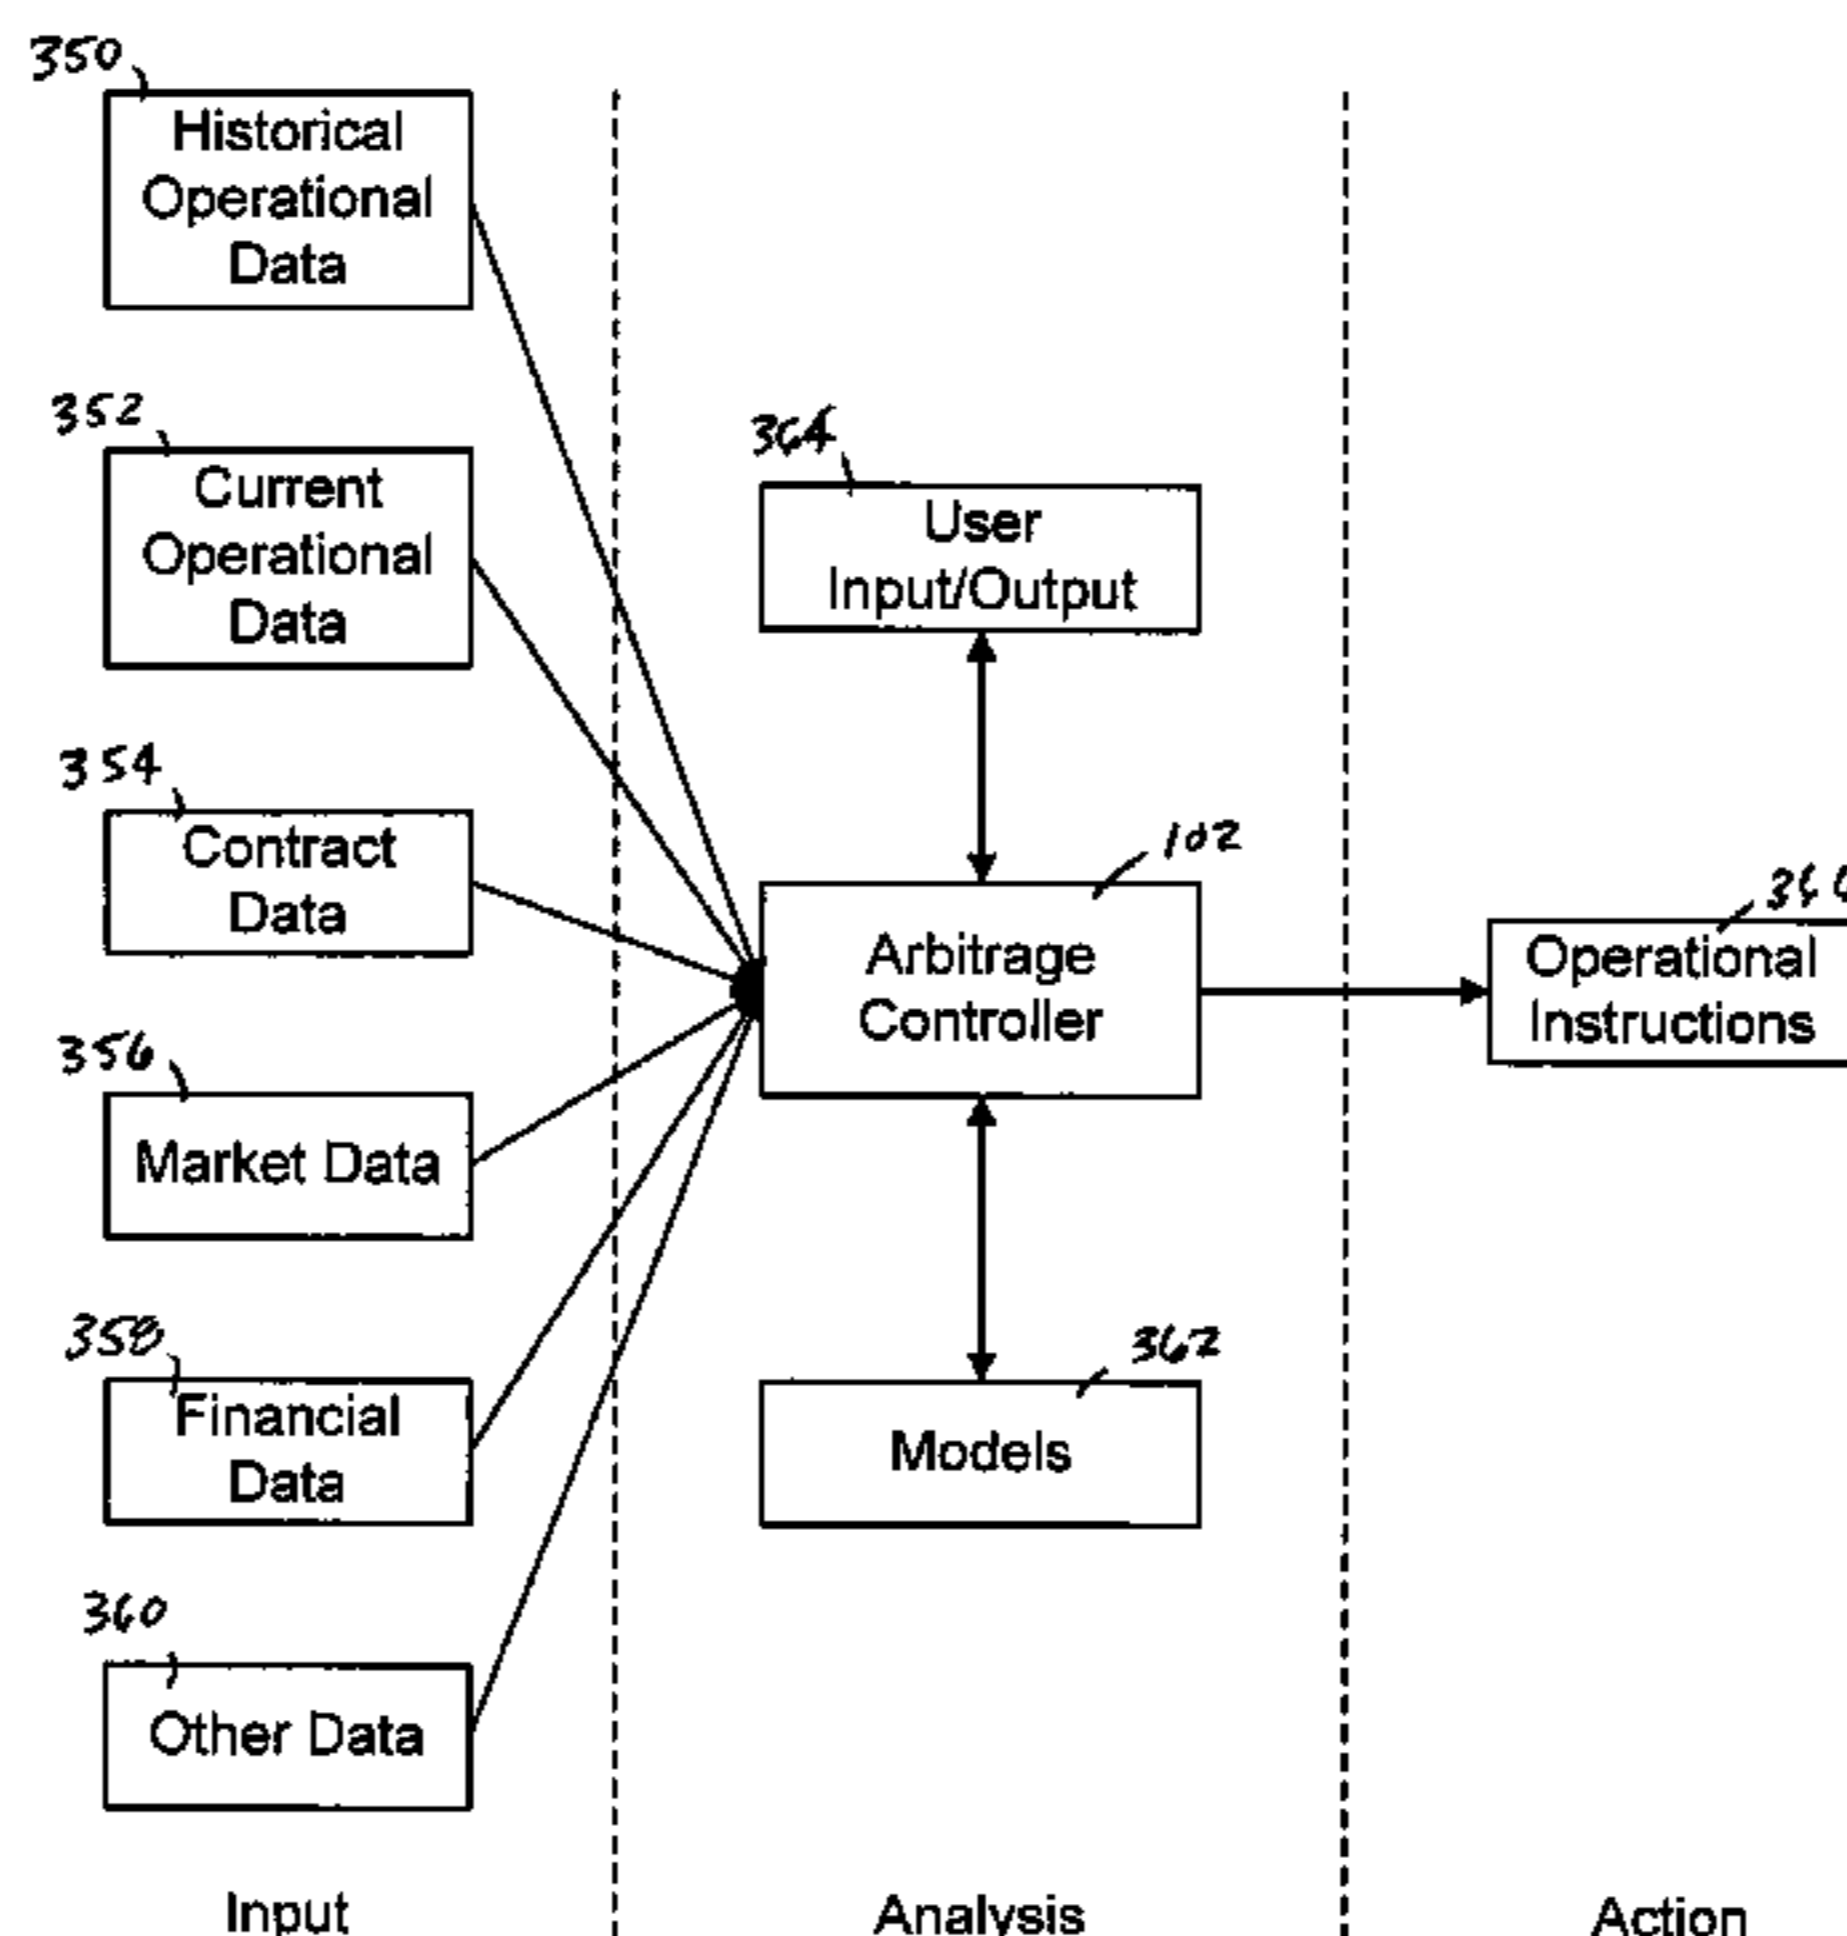 350
Historical
Operational
Data
352
Current
Operational
Data
354
Contract
Data
356
Market Data
358
Financial
Data
360
Other Data
Input
364
User
Input/Output
102
Arbitrage
Controller
362
Models
Analysis
Operational
Instructions
Action